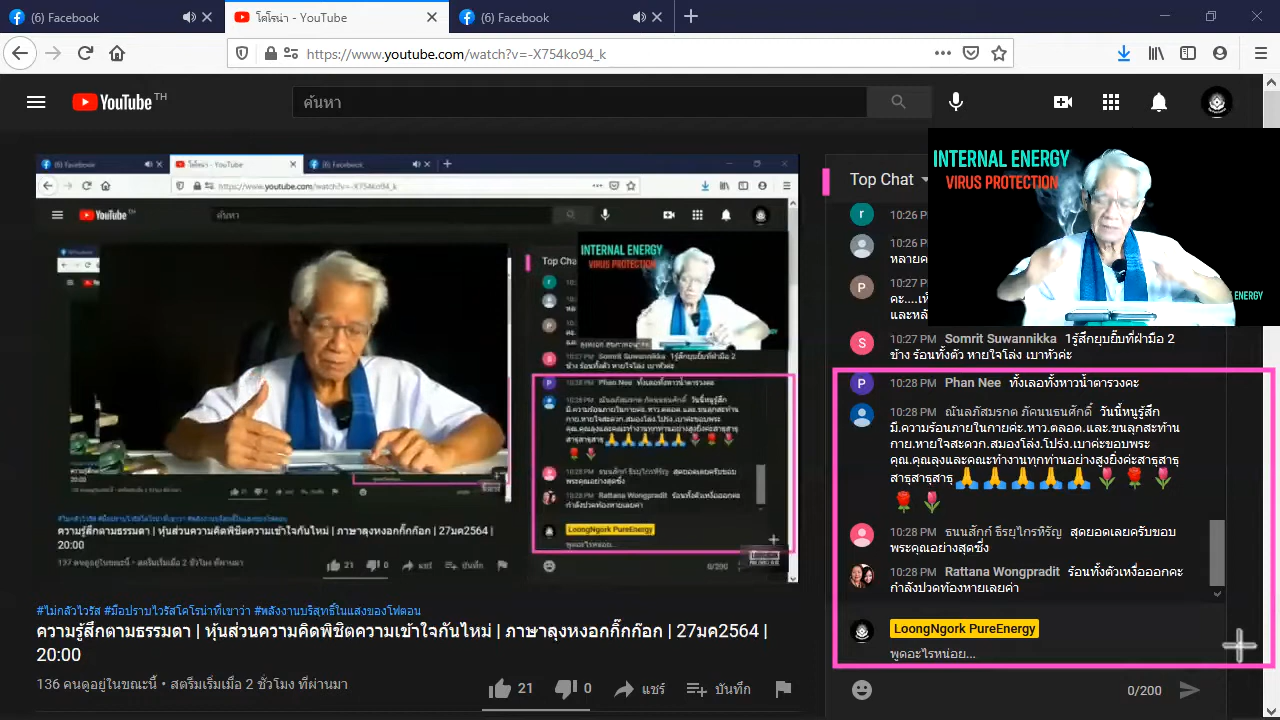 (6) Facebook
โคโรน่า - YouTube
(6) Facebook
https://www.youtube.com/watch?v=-X754ko94_k
YouTube TH
ค้นหา
INTERNAL ENERGY
VIRUS PROTECTION
ENERGY
Top Chat
r 10:26 P
10:26 P
หลายค
P 10:27 P
คะ....เห
และหลั
S 10:27 PM Somrit Suwannikka 1รู้สึกยุบยิ๊บที่ฝ่ามือ 2
ข้าง ร้อนทั้งตัว หายใจโล่ง เบาหัวค่ะ
P 10:28 PM Phan Nee ทั้งเลอทั้งหาวน้ำตารวงคะ
10:28 PM ณันลภัสมรกต ภัคนนธนศักดิ์ วันนี้หนูรู้สึก
มี.ความร้อนภายในกายค่ะ.หาว.ตลอด.และ.ขนลุกสะท้าน
กาย.หายใจสะดวก.สมองโล่ง.โปร่ง.เบาค่ะขอบพระ
คุณ.คุณลุงและคณะทำงานทุกท่านอย่างสูงยิ่งค่ะสาธุสาธุ
สาธุสาธุสาธุ🙏🙏🙏🙏🙏🌷🌹🌷
🌹🌷
10:28 PM ธนนสักก์ ธีรยุไกรหิรัญ สุดยอดเลยครับขอบ
พระคุณอย่างสุดซึ้ง
10:28 PM Rattana Wongpradit ร้อนทั้งตัวเหงื่อออกคะ
กำลังปวดท้องหายเลยค่า
LoongNgork PureEnergy
พูดอะไรหน่อย...
0/200
#ไม่กลัวไวรัส #มือปราบไวรัสโคโรน่าที่เขาว่า #พลังงานบริสุทธิ์ในแสงของโฟตอน
ความรู้สึกตามธรรมดา | หุ้นส่วนความคิดพิชิตความเข้าใจกันไหม่ | ภาษาลุงหงอกกิ๊กก๊อก | 27มค2564 |
20:00
136 คนดูอยู่ในขณะนี้ • สตรีมเริ่มเมื่อ 2 ชั่วโมง ที่ผ่านมา
21 0 แชร์ บันทึก